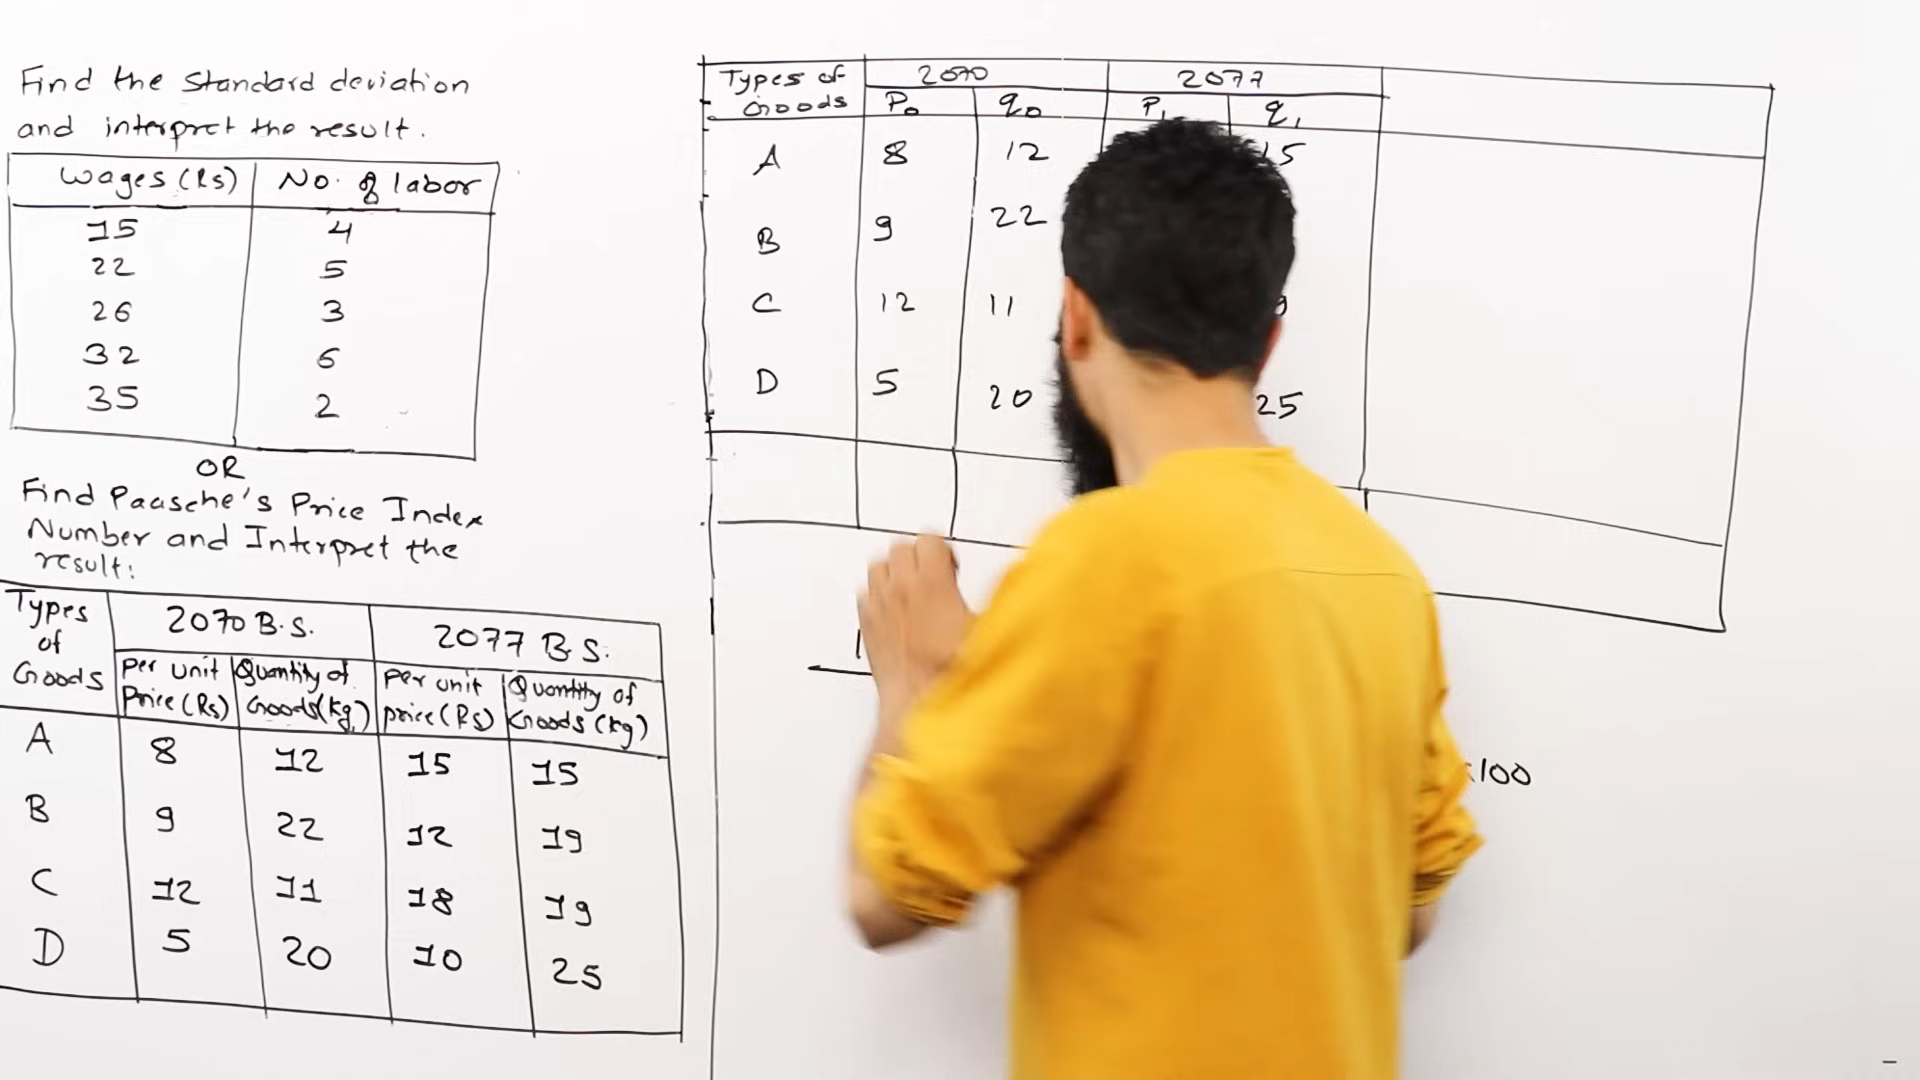 Find the Standard deviation
and interpret the result.
Wages (Rs) No. of labor
15 4
22 5
26 3
32 6
35 2
OR
Find Paasche's Price Index
Number and Interpret the
result:
Types of Goods 2070 B.S. 2077 B.S.
per unit Price (Rs) Quantity of Goods (kg) per unit price (Rs) Quantity of Goods (kg)
A 8 12 15 15
B 9 22 12 19
C 12 11 18 19
D 5 20 10 25
Types of Goods 2070 2077
P₀ q₀ P₁ q₁
A 8 12 15
B 9 22
C 12 11
D 5 20 25
×100